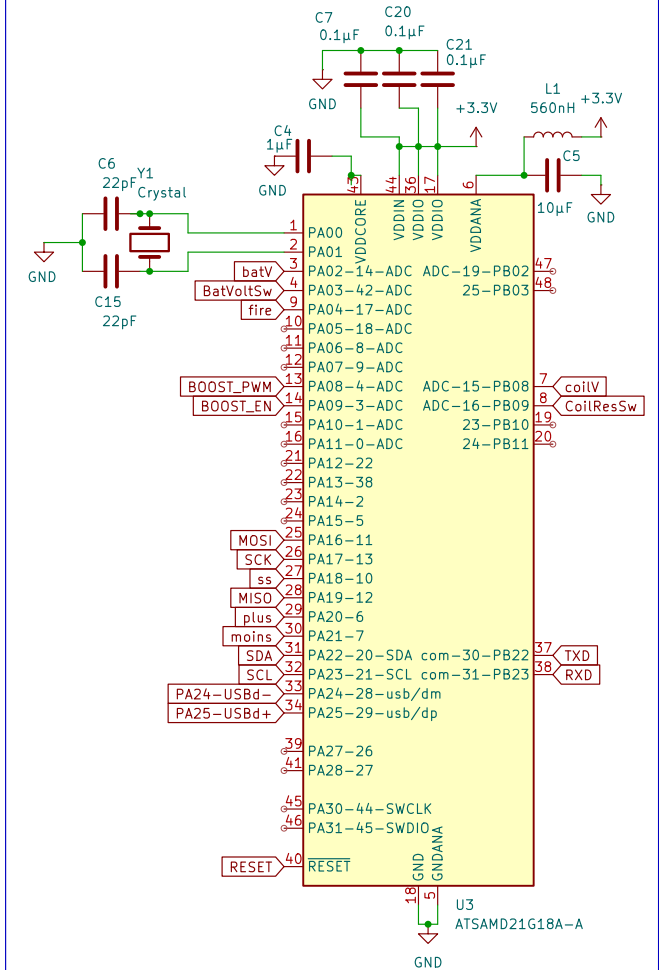 C7
0.1µF
C20
0.1µF
C21
0.1µF
GND
+3.3V
L1
560nH
+3.3V
C4
1µF
GND
C5
10µF
GND
C6
22pF
Y1
Crystal
GND
C15
22pF
43
44
36
17
6
VDDCORE
VDDIN
VDDIO
VDDIO
VDDANA
1 PA00
2 PA01
batV 3 PA02-14-ADC
ADC-19-PB02 47
BatVoltSw 4 PA03-42-ADC
25-PB03 48
fire 9 PA04-17-ADC
10 PA05-18-ADC
11 PA06-8-ADC
12 PA07-9-ADC
BOOST_PWM 13 PA08-4-ADC
ADC-15-PB08 7 coilV
BOOST_EN 14 PA09-3-ADC
ADC-16-PB09 8 CoilResSw
15 PA10-1-ADC
23-PB10 19
16 PA11-0-ADC
24-PB11 20
21 PA12-22
22 PA13-38
23 PA14-2
24 PA15-5
MOSI 25 PA16-11
SCK 26 PA17-13
ss 27 PA18-10
MISO 28 PA19-12
plus 29 PA20-6
moins 30 PA21-7
SDA 31 PA22-20-SDA
com-30-PB22 37 TXD
SCL 32 PA23-21-SCL
com-31-PB23 38 RXD
PA24-USBd- 33 PA24-28-usb/dm
PA25-USBd+ 34 PA25-29-usb/dp
39 PA27-26
41 PA28-27
45 PA30-44-SWCLK
46 PA31-45-SWDIO
RESET 40 RESET
GND
GNDANA
18
5
U3
ATSAMD21G18A-A
GND